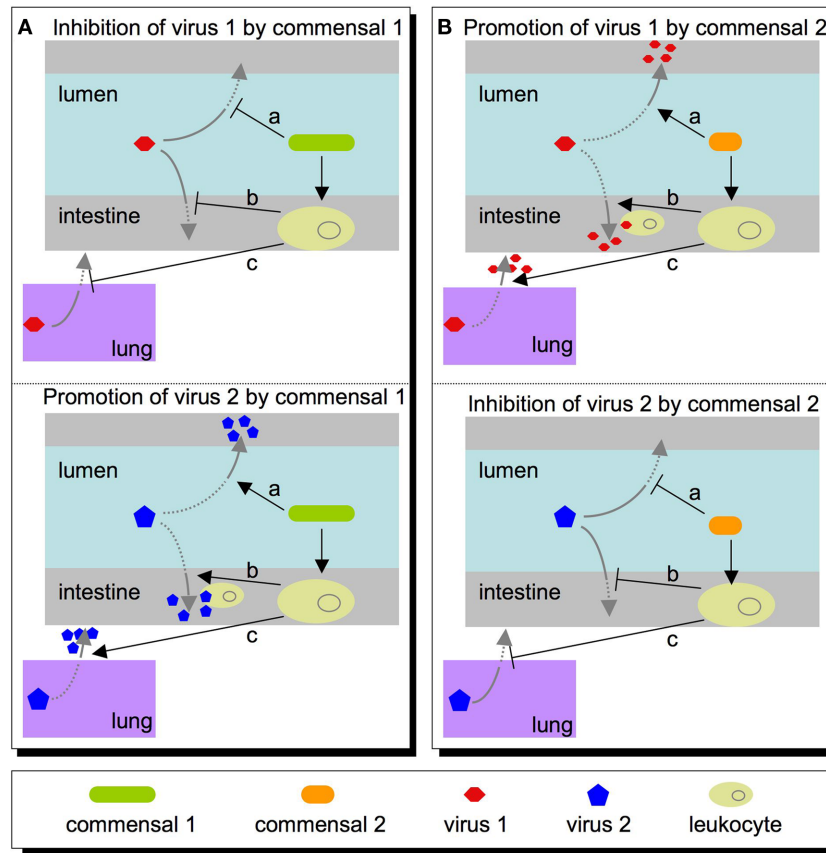 A
Inhibition of virus 1 by commensal 1
lumen
a
intestine
b
c
lung
Promotion of virus 2 by commensal 1
lumen
a
intestine
b
c
lung
B
Promotion of virus 1 by commensal 2
lumen
a
intestine
b
c
lung
Inhibition of virus 2 by commensal 2
lumen
a
intestine
b
c
lung
commensal 1
commensal 2
virus 1
virus 2
leukocyte